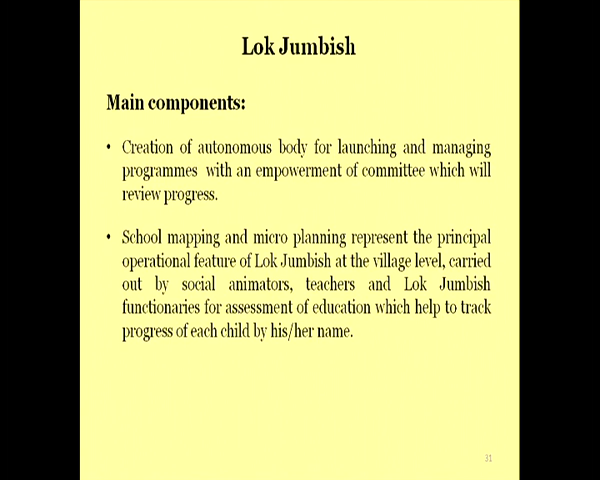 Lok Jumbish
Main components:
• Creation of autonomous body for launching and managing
programmes with an empowerment of committee which will
review progress.
• School mapping and micro planning represent the principal
operational feature of Lok Jumbish at the village level, carried
out by social animators, teachers and Lok Jumbish
functionaries for assessment of education which help to track
progress of each child by his/her name.
31